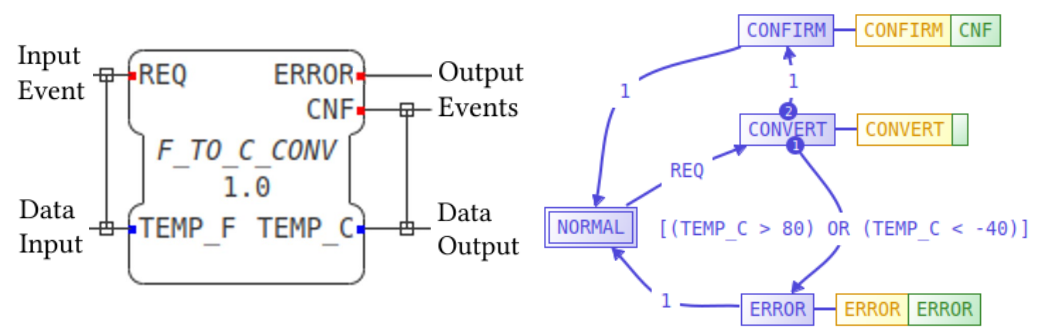 Input
Event
REQ
ERROR
Output
CNF
Events
F_TO_C_CONV
1.0
Data
Input
TEMP_F
TEMP_C
Data
Output
CONFIRM
CONFIRM
CNF
1
1
2
CONVERT
CONVERT
1
REQ
NORMAL
[(TEMP_C > 80) OR (TEMP_C < -40)]
1
ERROR
ERROR
ERROR